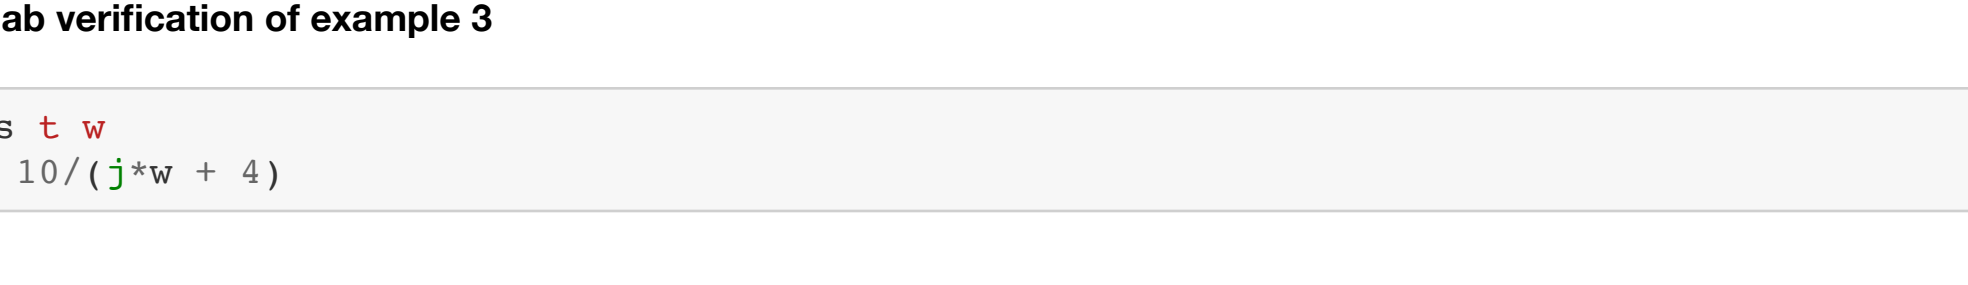 ab verification of example 3
s t w
10/(j*w + 4)